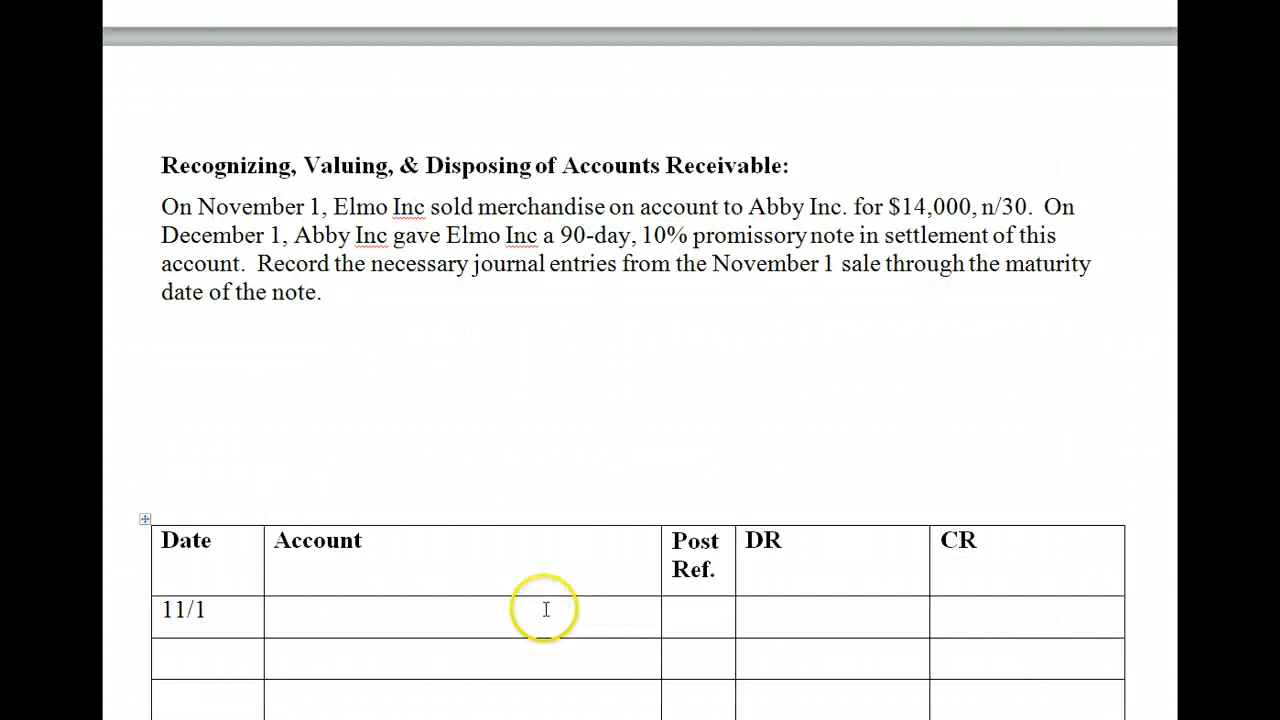 Recognizing, Valuing, & Disposing of Accounts Receivable:
On November 1, Elmo Inc sold merchandise on account to Abby Inc. for $14,000, n/30. On
December 1, Abby Inc gave Elmo Inc a 90-day, 10% promissory note in settlement of this
account. Record the necessary journal entries from the November 1 sale through the maturity
date of the note.
Date Account Post Ref. DR CR
11/1